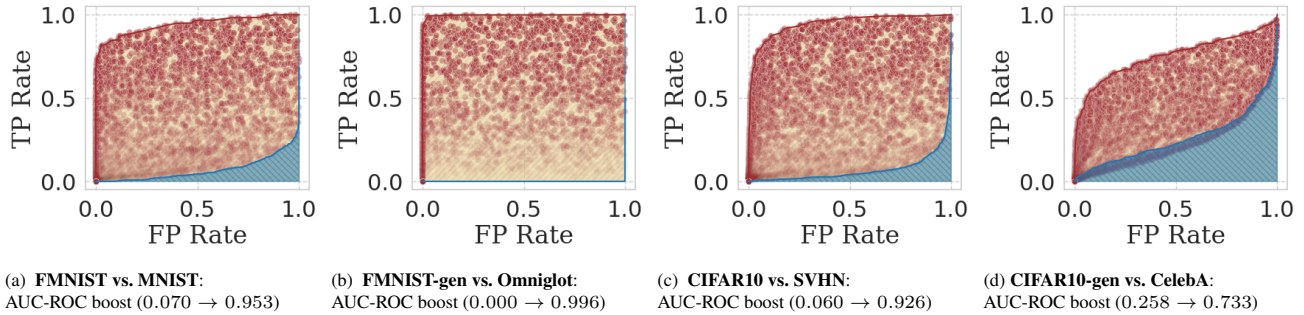 1.0
0.5
0.0
TP Rate
0.0 0.5 1.0
FP Rate
1.0
0.5
0.0
TP Rate
0.0 0.5 1.0
FP Rate
1.0
0.5
0.0
TP Rate
0.0 0.5 1.0
FP Rate
1.0
0.5
0.0
TP Rate
0.0 0.5 1.0
FP Rate
(a) FMNIST vs. MNIST:
AUC-ROC boost (0.070 → 0.953)
(b) FMNIST-gen vs. Omniglot:
AUC-ROC boost (0.000 → 0.996)
(c) CIFAR10 vs. SVHN:
AUC-ROC boost (0.060 → 0.926)
(d) CIFAR10-gen vs. CelebA:
AUC-ROC boost (0.258 → 0.733)